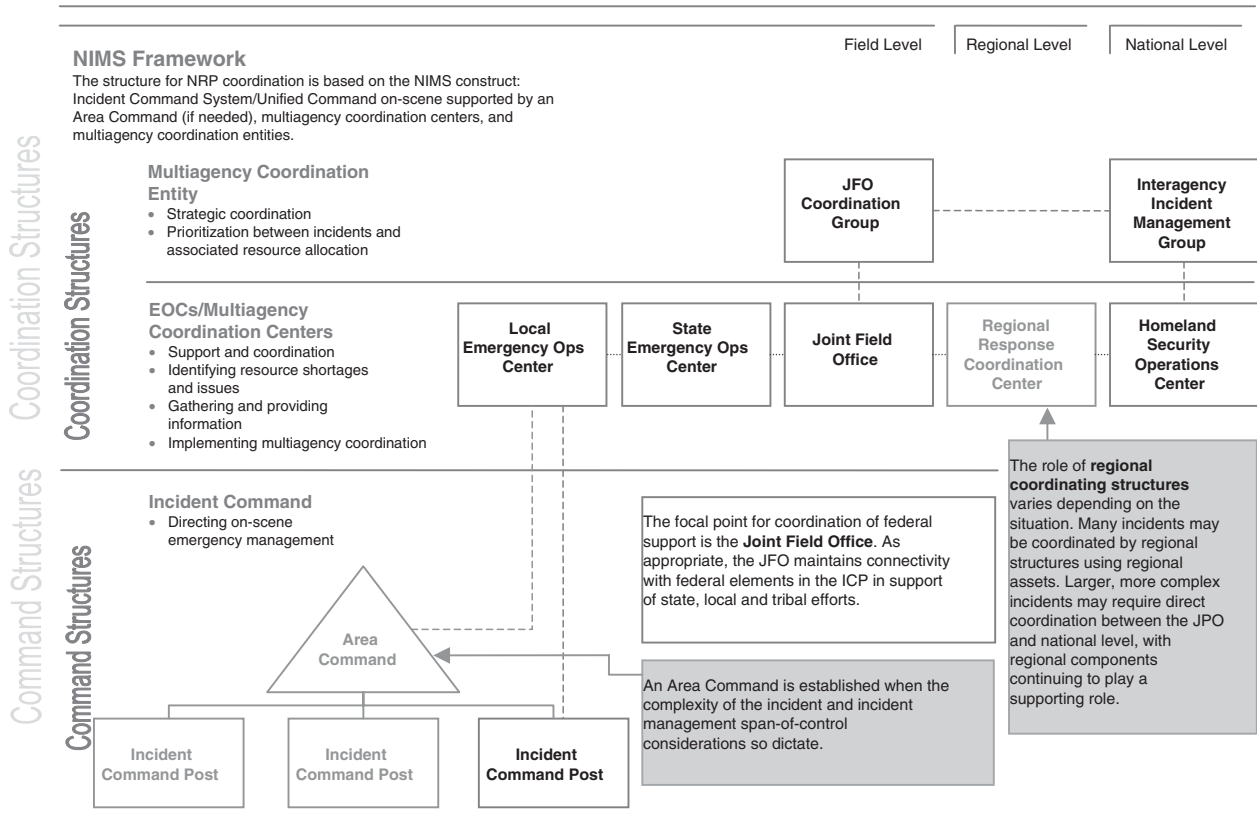 Field Level
Regional Level
National Level
NIMS Framework
The structure for NRP coordination is based on the NIMS construct:
Incident Command System/Unified Command on-scene supported by an
Area Command (if needed), multiagency coordination centers, and
multiagency coordination entities.
Coordination Structures
Coordination Structures
Multiagency Coordination
Entity
• Strategic coordination
• Prioritization between incidents and
associated resource allocation
JFO
Coordination
Group
Interagency
Incident
Management
Group
EOCs/Multiagency
Coordination Centers
• Support and coordination
• Identifying resource shortages
and issues
• Gathering and providing
information
• Implementing multiagency coordination
Local
Emergency Ops
Center
State
Emergency Ops
Center
Joint Field
Office
Regional
Response
Coordination
Center
Homeland
Security
Operations
Center
Command Structures
Command Structures
Incident Command
• Directing on-scene
emergency management
Area
Command
Incident
Command Post
Incident
Command Post
Incident
Command Post
The focal point for coordination of federal
support is the Joint Field Office. As
appropriate, the JFO maintains connectivity
with federal elements in the ICP in support
of state, local and tribal efforts.
An Area Command is established when the
complexity of the incident and incident
management span-of-control
considerations so dictate.
The role of regional
coordinating structures
varies depending on the
situation. Many incidents may
be coordinated by regional
structures using regional
assets. Larger, more complex
incidents may require direct
coordination between the JPO
and national level, with
regional components
continuing to play a
supporting role.